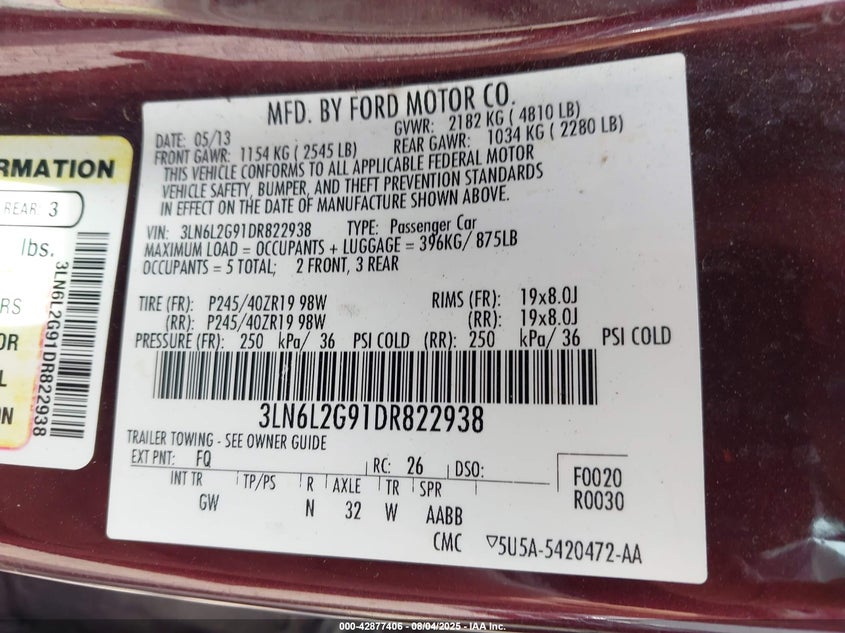 MFD. BY FORD MOTOR CO.
DATE: 05/13 GVWR: 2182 KG ( 4810 LB)
FRONT GAWR: 1154 KG ( 2545 LB) REAR GAWR: 1034 KG ( 2280 LB)
THIS VEHICLE CONFORMS TO ALL APPLICABLE FEDERAL MOTOR
VEHICLE SAFETY, BUMPER, AND THEFT PREVENTION STANDARDS
IN EFFECT ON THE DATE OF MANUFACTURE SHOWN ABOVE.
VIN: 3LN6L2G91DR822938 TYPE: Passenger Car
MAXIMUM LOAD = OCCUPANTS + LUGGAGE = 396KG/ 875LB
OCCUPANTS = 5 TOTAL; 2 FRONT, 3 REAR
TIRE (FR): P245/40ZR19 98W RIMS (FR): 19x8.0J
(RR): P245/40ZR19 98W (RR): 19x8.0J
PRESSURE (FR): 250 kPa/ 36 PSI COLD (RR): 250 kPa/ 36 PSI COLD
3LN6L2G91DR822938
TRAILER TOWING - SEE OWNER GUIDE
EXT PNT: FQ RC: 26 DSO: F0020
INT TR TP/PS R AXLE TR SPR R0030
GW N 32 W AABB
CMC ▽5U5A-5420472-AA
RMATION
REAR: 3
lbs.
RS
OR
L
ON
3LN6L2G91DR822938
000-42877406 - 08/04/2025 - IAA Inc.